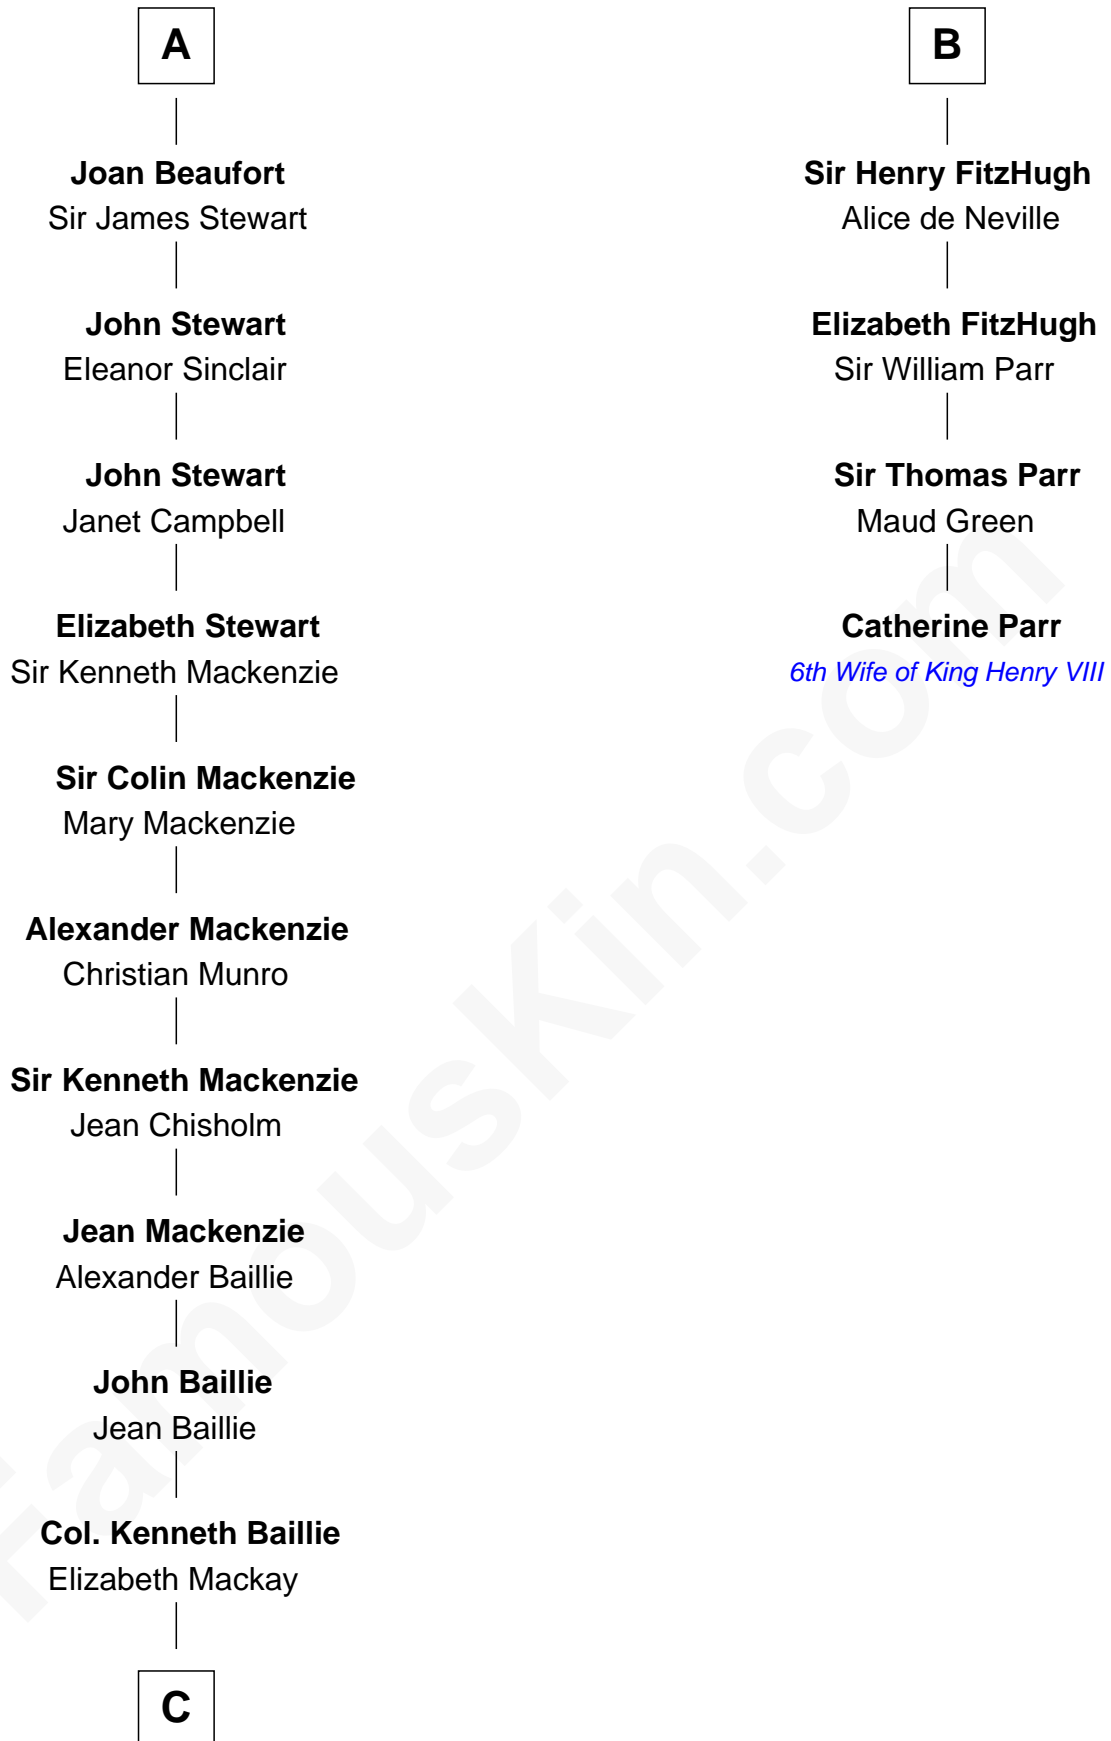 A
Joan Beaufort
Sir James Stewart
John Stewart
Eleanor Sinclair
John Stewart
Janet Campbell
Elizabeth Stewart
Sir Kenneth Mackenzie
Sir Colin Mackenzie
Mary Mackenzie
Alexander Mackenzie
Christian Munro
Sir Kenneth Mackenzie
Jean Chisholm
Jean Mackenzie
Alexander Baillie
John Baillie
Jean Baillie
Col. Kenneth Baillie
Elizabeth Mackay
C
B
Sir Henry FitzHugh
Alice de Neville
Elizabeth FitzHugh
Sir William Parr
Sir Thomas Parr
Maud Green
Catherine Parr
6th Wife of King Henry VIII
FamousKin.com